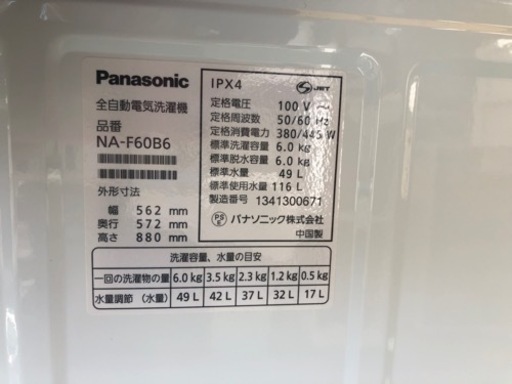 Panasonic
全自動電気洗濯機
品番
NA-F60B6
外形寸法
幅 562 mm
奥行 572 mm
高さ 880 mm
IPX4
JET
定格電圧 100 V ~
定格周波数 50/60 Hz
定格消費電力 380/445 W
標準洗濯容量 6.0 kg
標準脱水容量 6.0 kg
標準水量 49 L
標準使用水量 116 L
製造番号 1341300671
PS E パナソニック株式会社
中国製
洗濯容量、水量の目安
一回の洗濯物の量 6.0 kg 3.5 kg 2.3 kg 1.2 kg 0.5 kg
水量調節（水量） 49 L 42 L 37 L 32 L 17 L